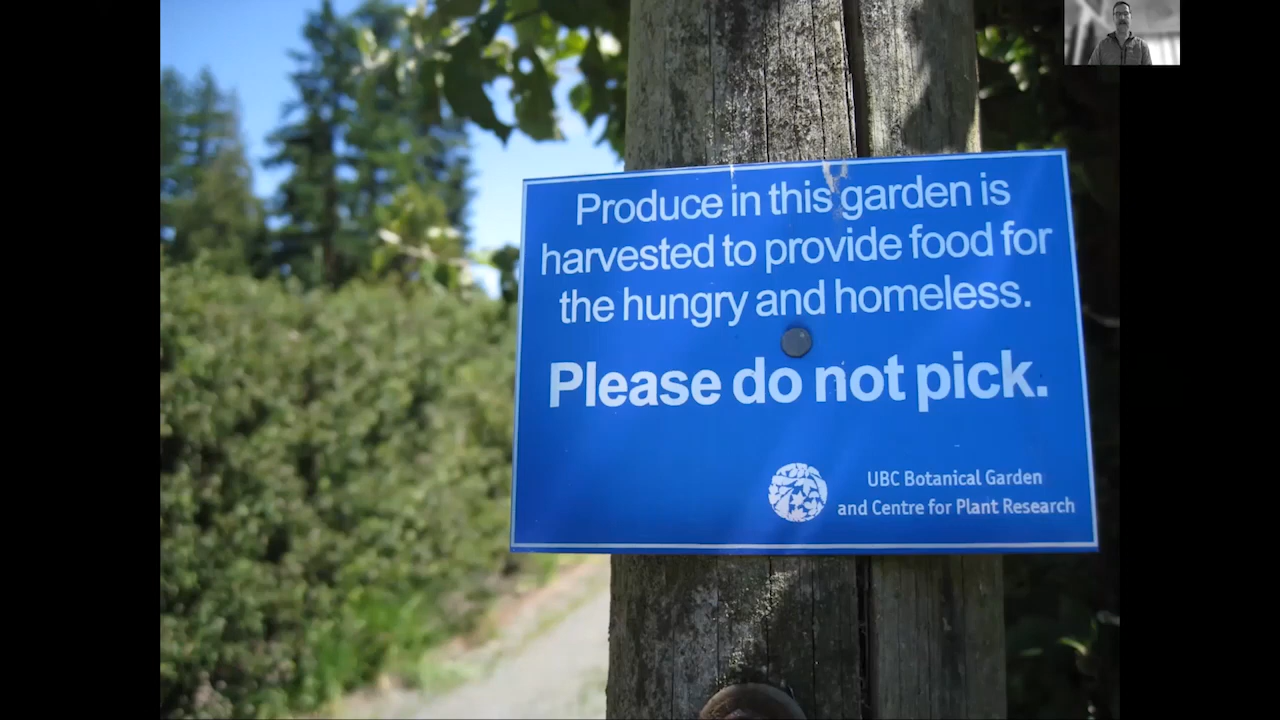 Produce in this garden is
harvested to provide food for
the hungry and homeless.
Please do not pick.
UBC Botanical Garden
and Centre for Plant Research